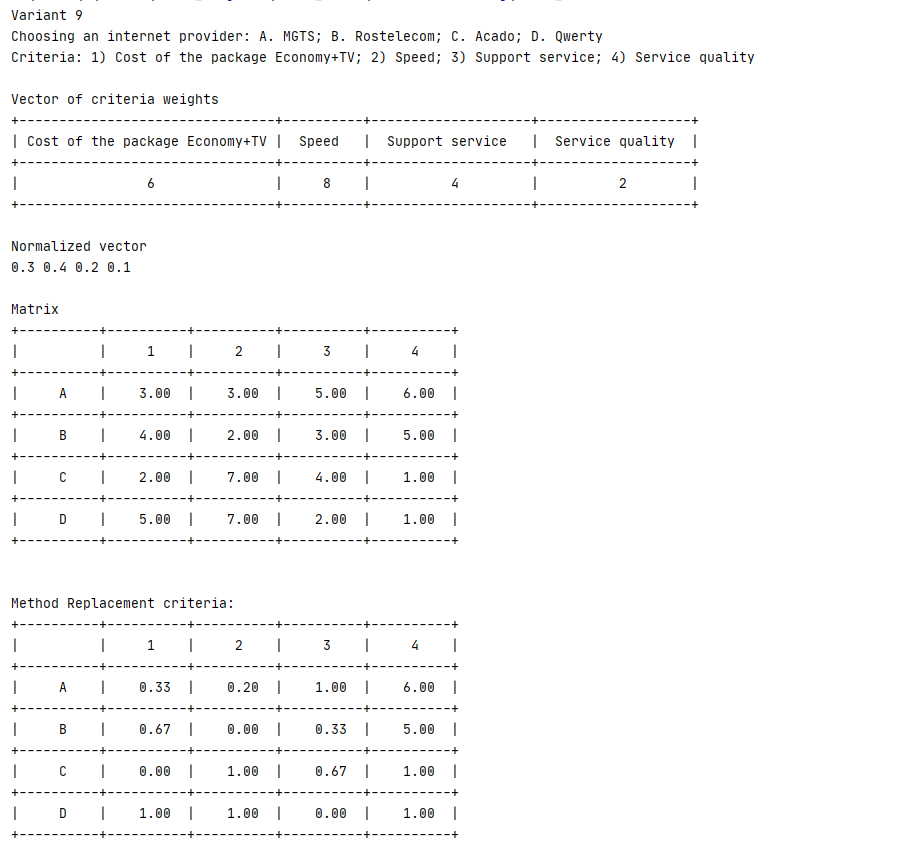 Variant 9
Choosing an internet provider: A. MGTS; B. Rostelecom; C. Acado; D. Qwerty
Criteria: 1) Cost of the package Economy+TV; 2) Speed; 3) Support service; 4) Service quality
Vector of criteria weights
+--------------------------------+----------+--------------------+-------------------+
| Cost of the package Economy+TV | Speed | Support service | Service quality |
+--------------------------------+----------+--------------------+-------------------+
| 6 | 8 | 4 | 2 |
+--------------------------------+----------+--------------------+-------------------+
Normalized vector
0.3 0.4 0.2 0.1
Matrix
+----------+----------+----------+----------+----------+
| | 1 | 2 | 3 | 4 |
+----------+----------+----------+----------+----------+
| A | 3.00 | 3.00 | 5.00 | 6.00 |
+----------+----------+----------+----------+----------+
| B | 4.00 | 2.00 | 3.00 | 5.00 |
+----------+----------+----------+----------+----------+
| C | 2.00 | 7.00 | 4.00 | 1.00 |
+----------+----------+----------+----------+----------+
| D | 5.00 | 7.00 | 2.00 | 1.00 |
+----------+----------+----------+----------+----------+
Method Replacement criteria:
+----------+----------+----------+----------+----------+
| | 1 | 2 | 3 | 4 |
+----------+----------+----------+----------+----------+
| A | 0.33 | 0.20 | 1.00 | 6.00 |
+----------+----------+----------+----------+----------+
| B | 0.67 | 0.00 | 0.33 | 5.00 |
+----------+----------+----------+----------+----------+
| C | 0.00 | 1.00 | 0.67 | 1.00 |
+----------+----------+----------+----------+----------+
| D | 1.00 | 1.00 | 0.00 | 1.00 |
+----------+----------+----------+----------+----------+